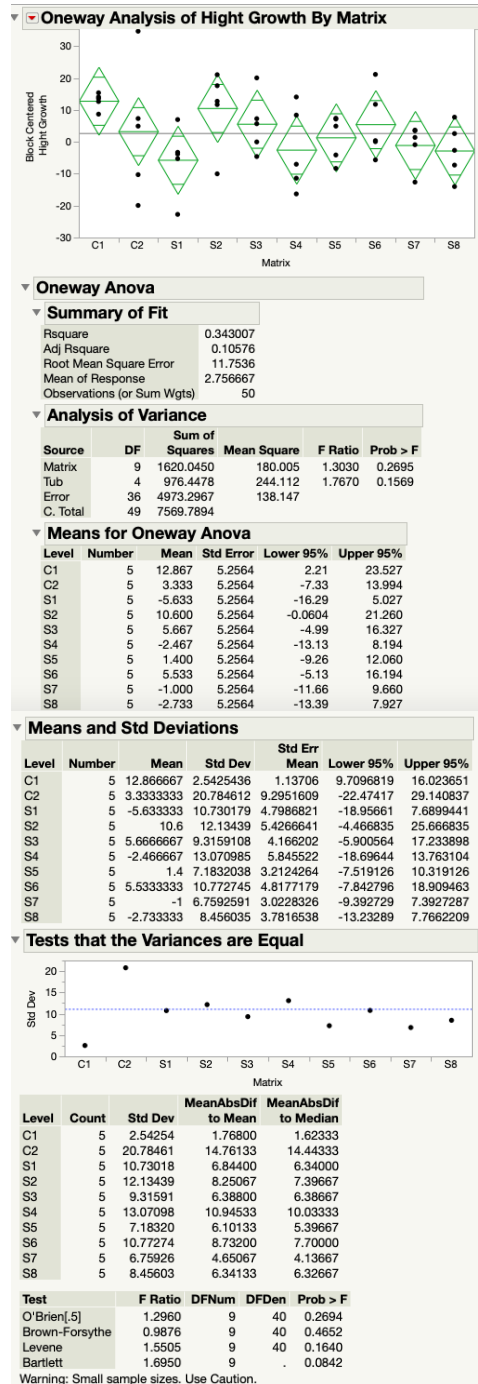 Oneway Analysis of Hight Growth By Matrix
30
20
10
0
-10
-20
-30
Block Centered
Hight Growth
C1 C2 S1 S2 S3 S4 S5 S6 S7 S8
Matrix
Oneway Anova
Summary of Fit
Rsquare 0.343007
Adj Rsquare 0.10576
Root Mean Square Error 11.7536
Mean of Response 2.756667
Observations (or Sum Wgts) 50
Analysis of Variance
Sum of
Source DF Squares Mean Square F Ratio Prob > F
Matrix 9 1620.0450 180.005 1.3030 0.2695
Tub 4 976.4478 244.112 1.7670 0.1569
Error 36 4973.2967 138.147
C. Total 49 7569.7894
Means for Oneway Anova
Level Number Mean Std Error Lower 95% Upper 95%
C1 5 12.867 5.2564 2.21 23.527
C2 5 3.333 5.2564 -7.33 13.994
S1 5 -5.633 5.2564 -16.29 5.027
S2 5 10.600 5.2564 -0.0604 21.260
S3 5 5.667 5.2564 -4.99 16.327
S4 5 -2.467 5.2564 -13.13 8.194
S5 5 1.400 5.2564 -9.26 12.060
S6 5 5.533 5.2564 -5.13 16.194
S7 5 -1.000 5.2564 -11.66 9.660
S8 5 -2.733 5.2564 -13.39 7.927
Means and Std Deviations
Std Err
Level Number Mean Std Dev Mean Lower 95% Upper 95%
C1 5 12.866667 2.5425436 1.13706 9.7096819 16.023651
C2 5 3.3333333 20.784612 9.2951609 -22.47417 29.140837
S1 5 -5.633333 10.730179 4.7986821 -18.95661 7.6899441
S2 5 10.6 12.13439 5.4266641 -4.466835 25.666835
S3 5 5.6666667 9.3159108 4.166202 -5.900564 17.233898
S4 5 -2.466667 13.070985 5.845522 -18.69644 13.763104
S5 5 1.4 7.1832038 3.2124264 -7.519126 10.319126
S6 5 5.5333333 10.772745 4.8177179 -7.842796 18.909463
S7 5 -1 6.7592591 3.0228326 -9.392729 7.3927287
S8 5 -2.733333 8.456035 3.7816538 -13.23289 7.7662209
Tests that the Variances are Equal
20
15
10
5
0
Std Dev
C1 C2 S1 S2 S3 S4 S5 S6 S7 S8
Matrix
MeanAbsDif MeanAbsDif
Level Count Std Dev to Mean to Median
C1 5 2.54254 1.76800 1.62333
C2 5 20.78461 14.76133 14.44333
S1 5 10.73018 6.84400 6.34000
S2 5 12.13439 8.25067 7.39667
S3 5 9.31591 6.38800 6.38667
S4 5 13.07098 10.94533 10.03333
S5 5 7.18320 6.10133 5.39667
S6 5 10.77274 8.73200 7.70000
S7 5 6.75926 4.65067 4.13667
S8 5 8.45603 6.34133 6.32667
Test F Ratio DFNum DFDen Prob > F
O'Brien[.5] 1.2960 9 40 0.2694
Brown-Forsythe 0.9876 9 40 0.4652
Levene 1.5505 9 40 0.1640
Bartlett 1.6950 9 . 0.0842
Warning: Small sample sizes. Use Caution.